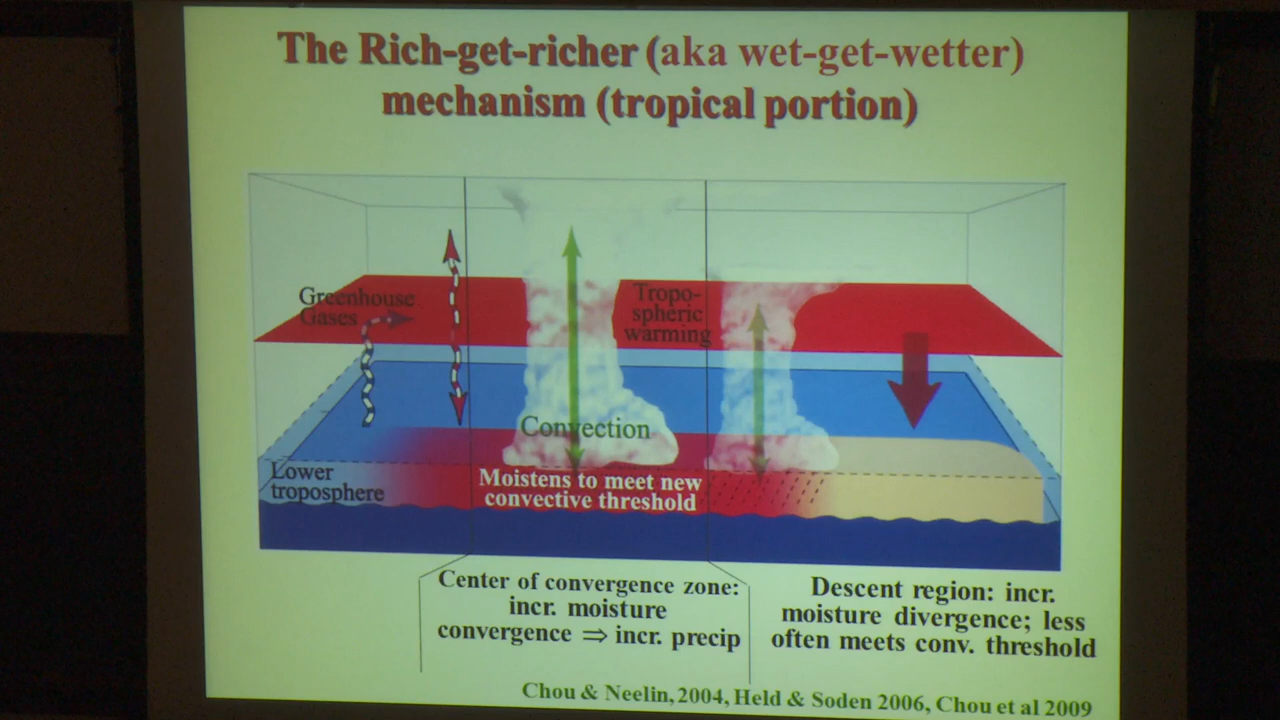 The Rich-get-richer (aka wet-get-wetter)
mechanism (tropical portion)
Greenhouse
Gases
Tropo-
spheric
warming
Convection
Lower
troposphere
Moistens to meet new
convective threshold
Center of convergence zone:
incr. moisture
convergence ⇒ incr. precip
Descent region: incr.
moisture divergence; less
often meets conv. threshold
Chou & Neelin, 2004, Held & Soden 2006, Chou et al 2009